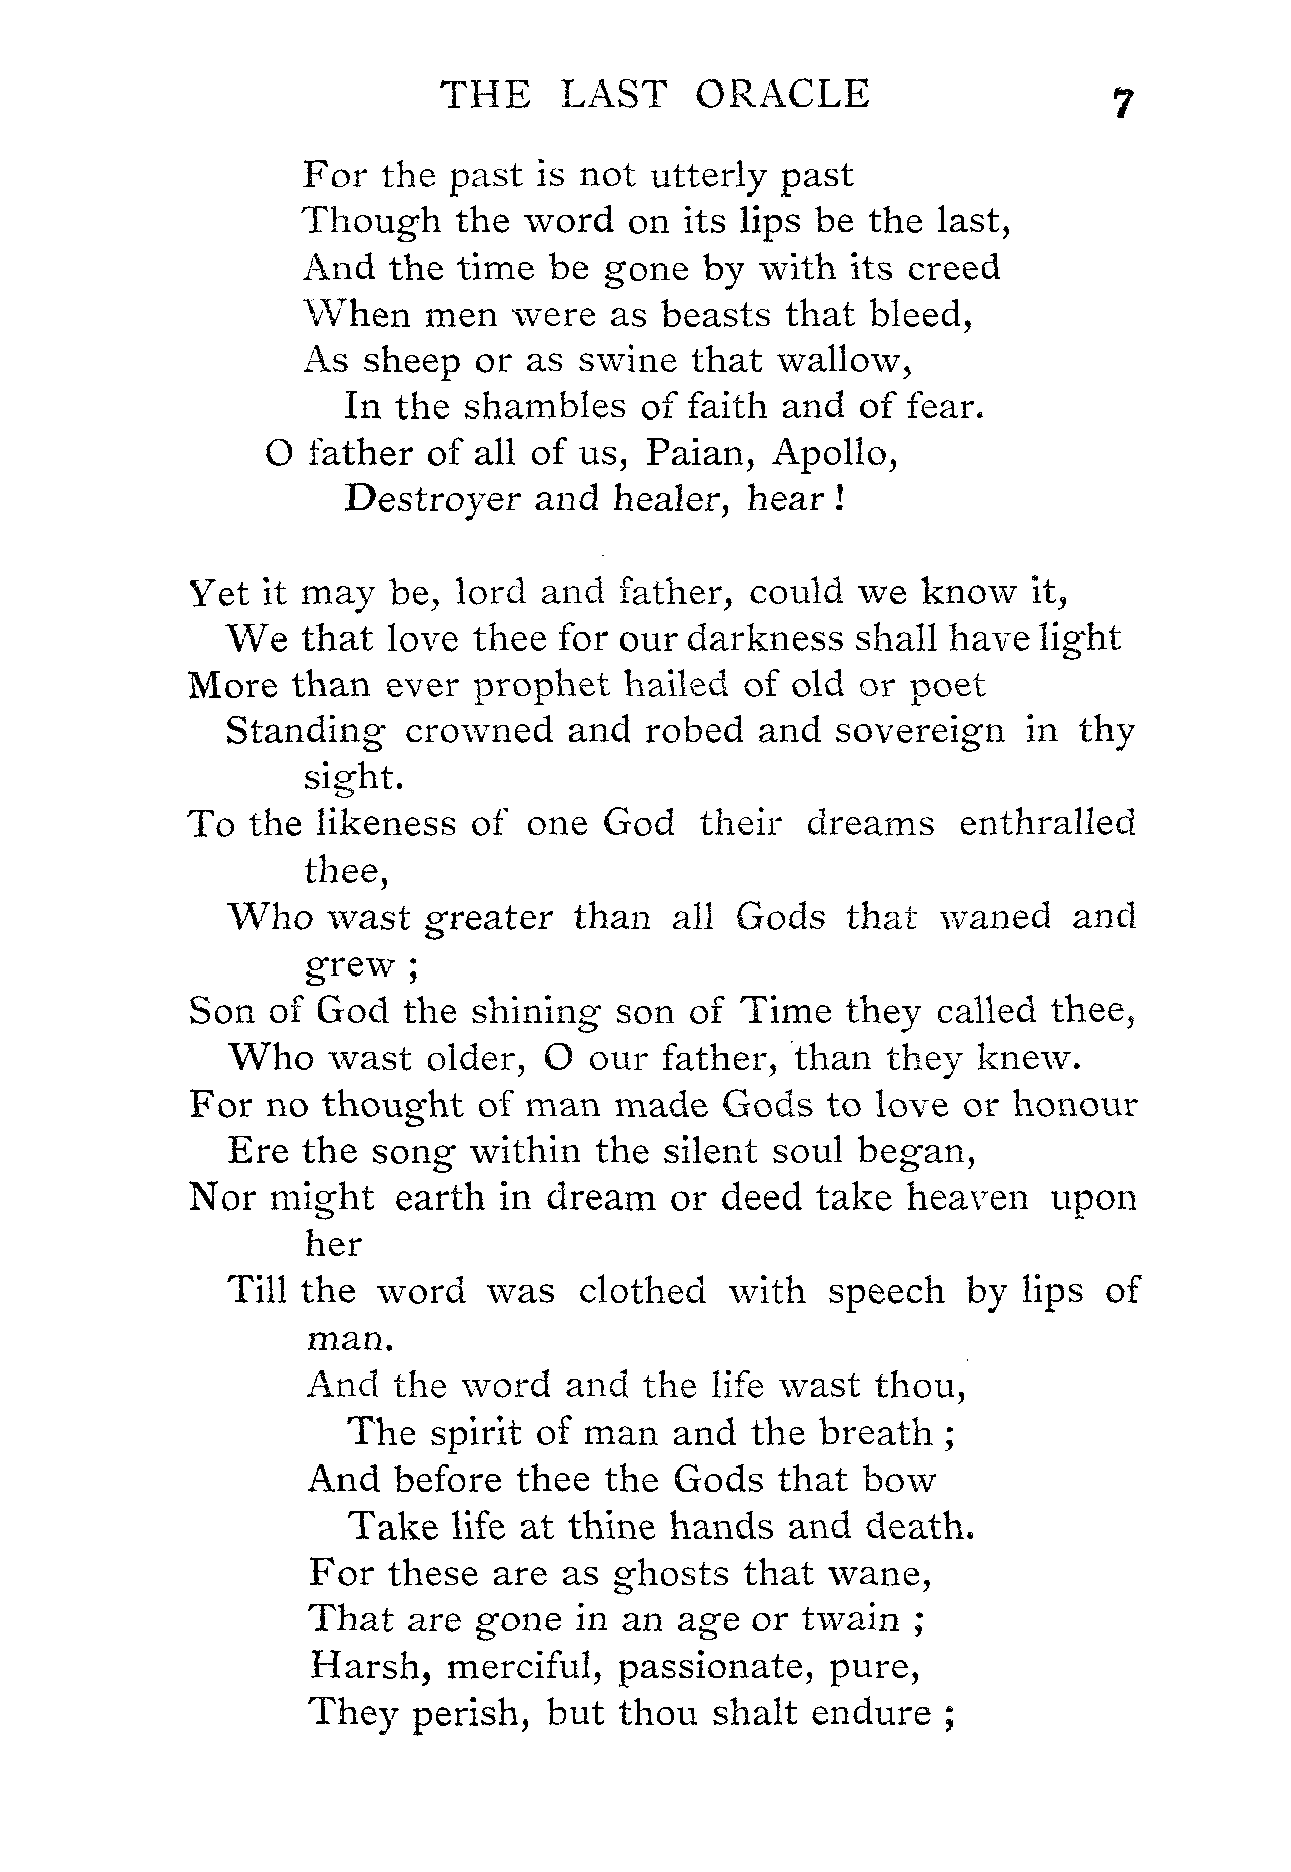 THE LAST ORACLE 7
For the past is not utterly past
Though the word on its lips be the last,
And the time be gone by with its creed
When men were as beasts that bleed,
As sheep or as swine that wallow,
In the shambles of faith and of fear.
O father of all of us, Paian, Apollo,
Destroyer and healer, hear !
Yet it may be, lord and father, could we know it,
We that love thee for our darkness shall have light
More than ever prophet hailed of old or poet
Standing crowned and robed and sovereign in thy
sight.
To the likeness of one God their dreams enthralled
thee,
Who wast greater than all Gods that waned and
grew ;
Son of God the shining son of Time they called thee,
Who wast older, O our father, than they knew.
For no thought of man made Gods to love or honour
Ere the song within the silent soul began,
Nor might earth in dream or deed take heaven upon
her
Till the word was clothed with speech by lips of
man.
And the word and the life wast thou,
The spirit of man and the breath ;
And before thee the Gods that bow
Take life at thine hands and death.
For these are as ghosts that wane,
That are gone in an age or twain ;
Harsh, merciful, passionate, pure,
They perish, but thou shalt endure ;